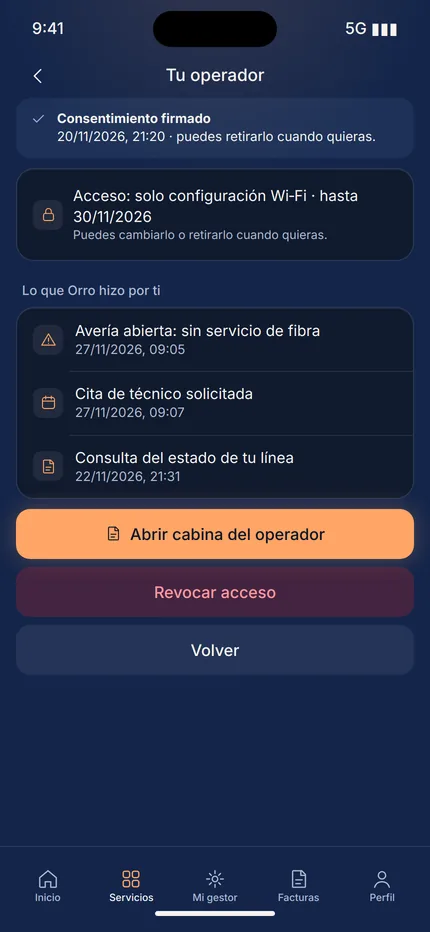 9:41
5G
Tu operador
Consentimiento firmado
20/11/2026, 21:20 · puedes retirarlo cuando quieras.
Acceso: solo configuración Wi-Fi · hasta
30/11/2026
Puedes cambiarlo o retirarlo cuando quieras.
Lo que Orro hizo por ti
Avería abierta: sin servicio de fibra
27/11/2026, 09:05
Cita de técnico solicitada
27/11/2026, 09:07
Consulta del estado de tu línea
22/11/2026, 21:31
Abrir cabina del operador
Revocar acceso
Volver
Inicio
Servicios
Mi gestor
Facturas
Perfil